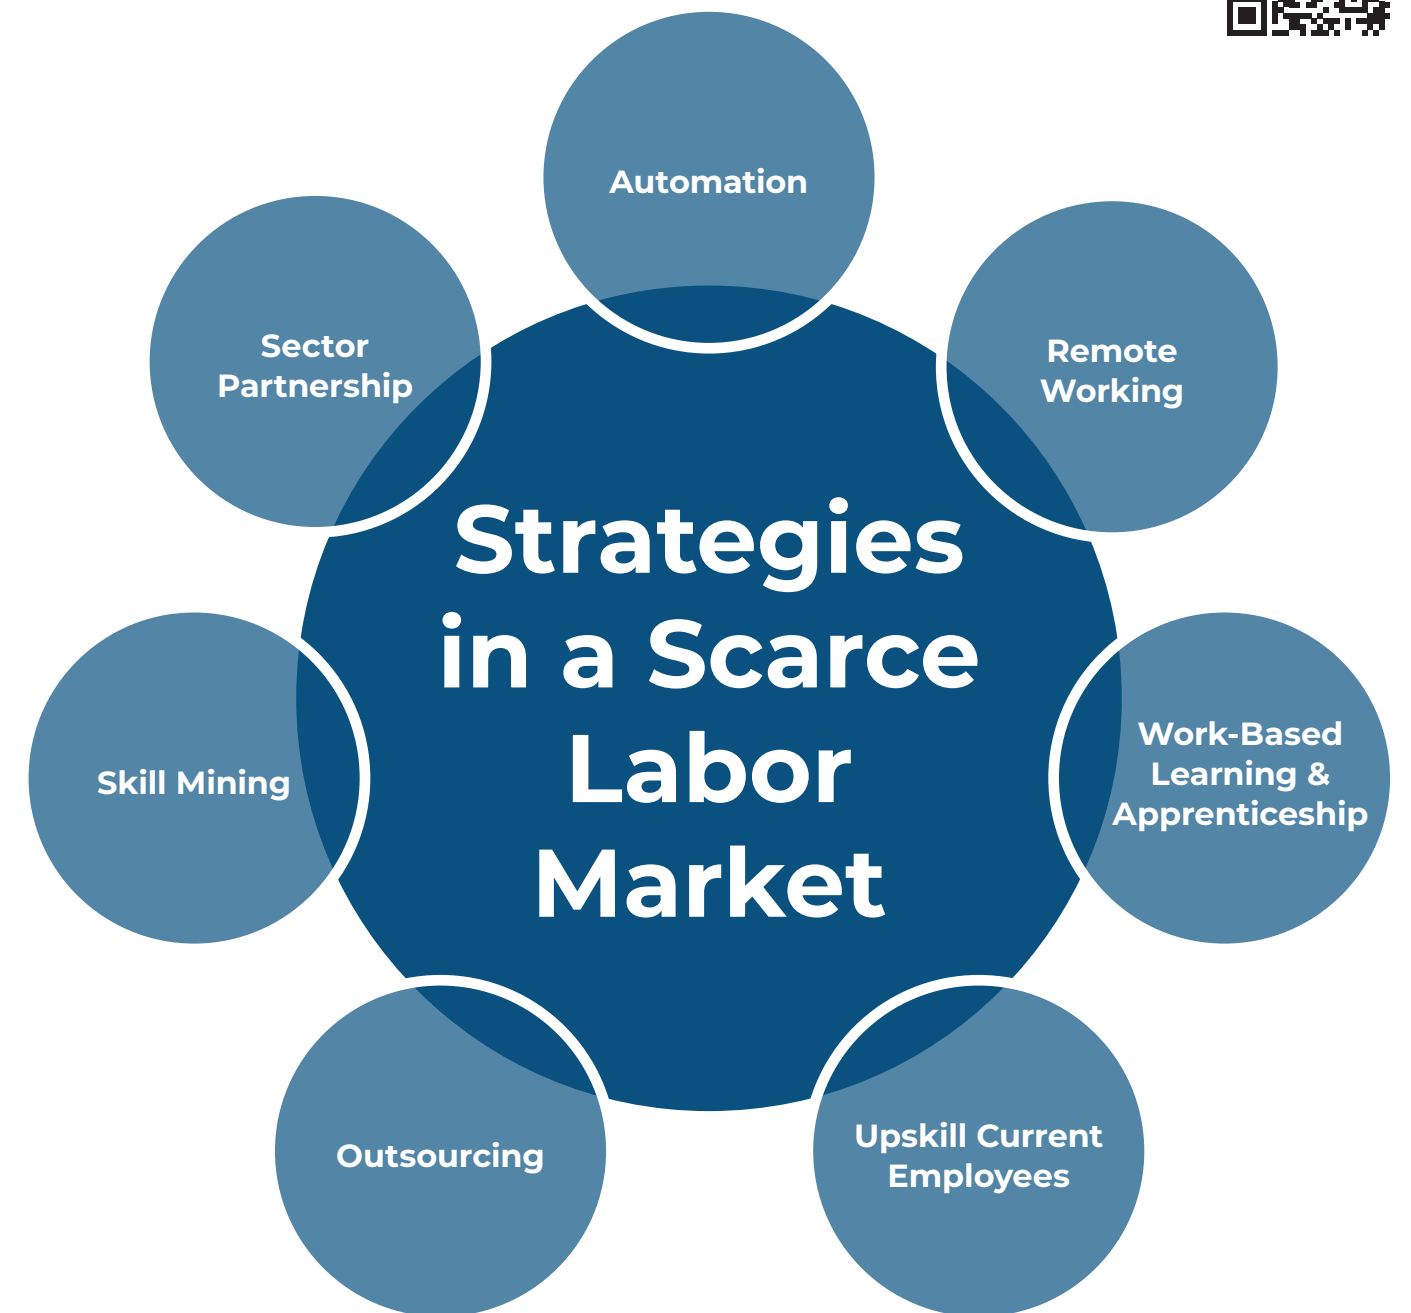 Automation
Sector
Partnership
Remote
Working
Strategies
in a Scarce
Labor
Market
Skill Mining
Work-Based
Learning &
Apprenticeship
Outsourcing
Upskill Current
Employees